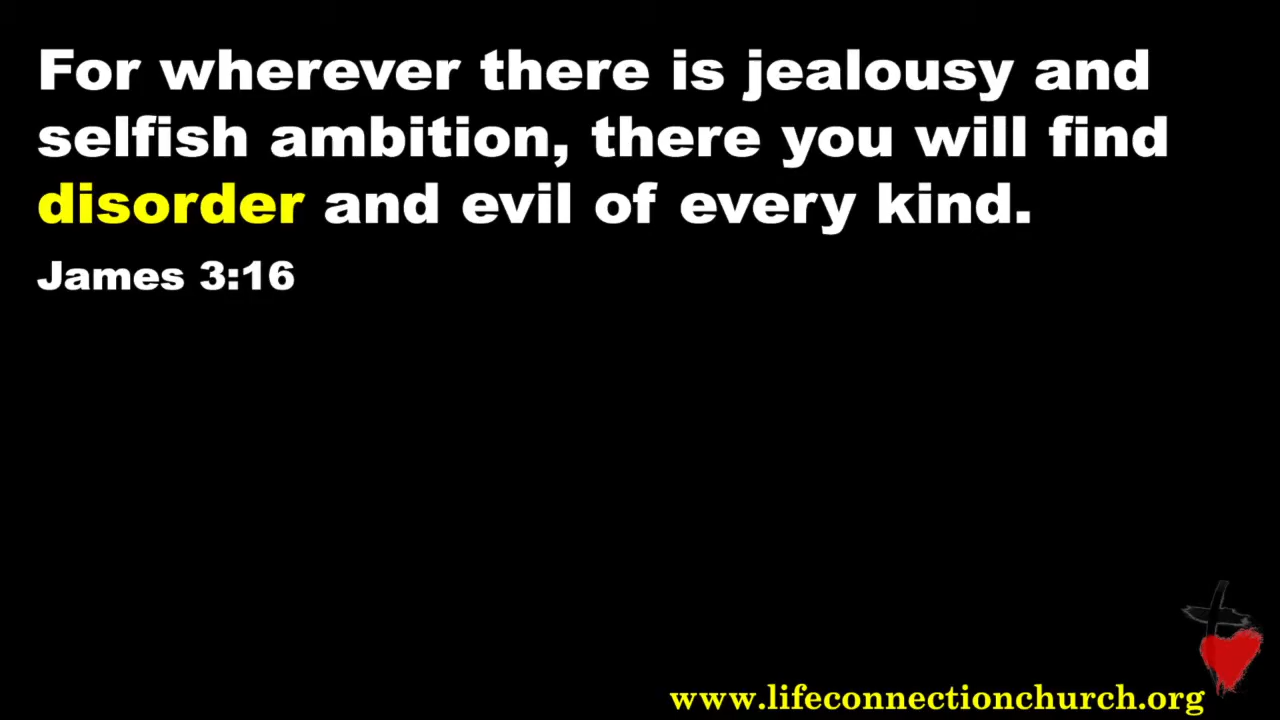 For wherever there is jealousy and
selfish ambition, there you will find
disorder and evil of every kind.
James 3:16
www.lifeconnectionchurch.org